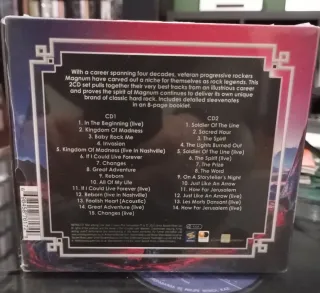 With a career spanning four decades, veteran progressive rockers
Magnum have carved out a niche for themselves as rock legends. This
2CD set pulls together their very best tracks from an illustrious career
and proves the spirit of Magnum continues to deliver its own unique
brand of classic hard rock. Includes detailed sleevenotes
in an 8-page booklet.
CD1
1. In The Beginning (live)
2. Kingdom Of Madness
3. Baby Rock Me
4. Invasion
5. Kingdom Of Madness (live in Nashville)
6. If I Could Live Forever
7. Changes
8. Great Adventure
9. Reborn
10. All Of My Life
11. If I Could Live Forever (live)
12. Reborn (live in Nashville)
13. Foolish Heart (Acoustic)
14. Great Adventure (live)
15. Changes (live)
CD2
1. Soldier Of The Line
2. Sacred Hour
3. The Spirit
4. The Lights Burned Out
5. Soldier Of The Line (live)
6. The Spirit (live)
7. The Prize
8. The Word
9. On A Storyteller's Night
10. Just Like An Arrow
11. How Far Jerusalem
12. Just Like An Arrow (live)
13. Les Morts Dansant (live)
14. How Far Jerusalem (live)